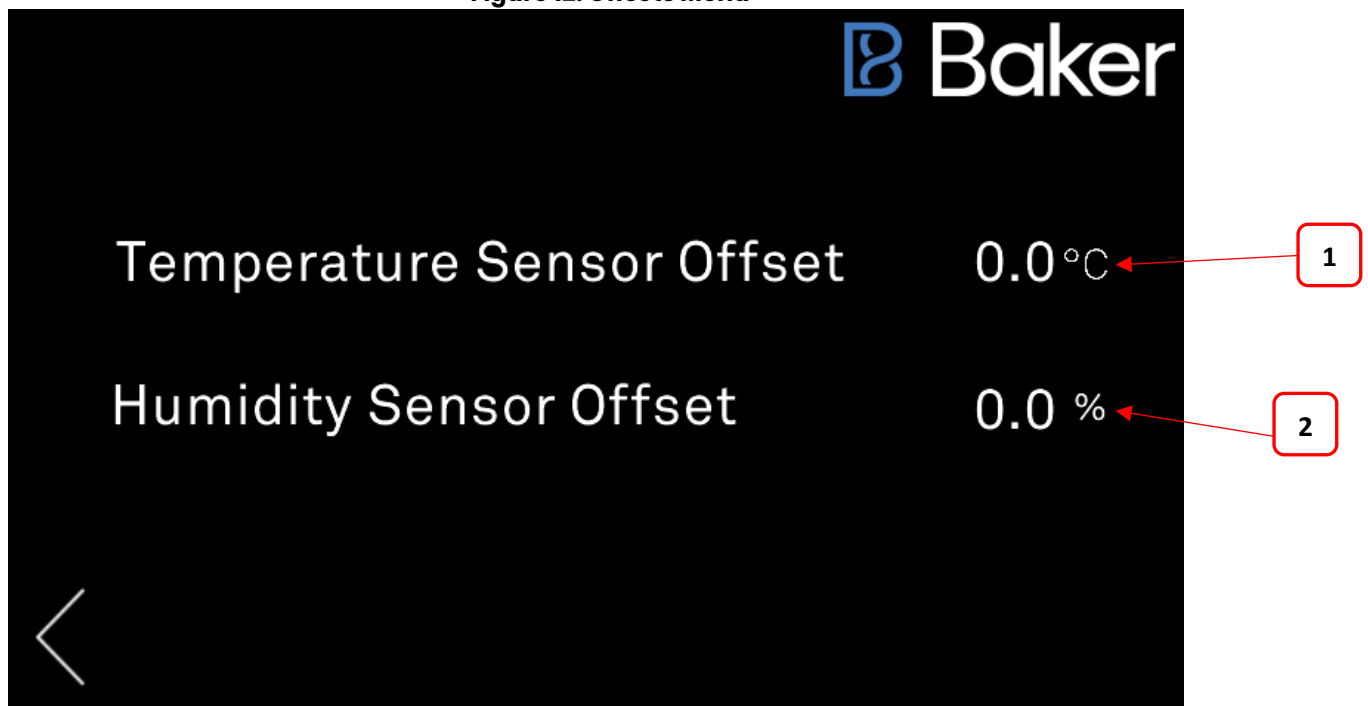 Baker
Temperature Sensor Offset 0.0 °C
1
Humidity Sensor Offset 0.0 %
2